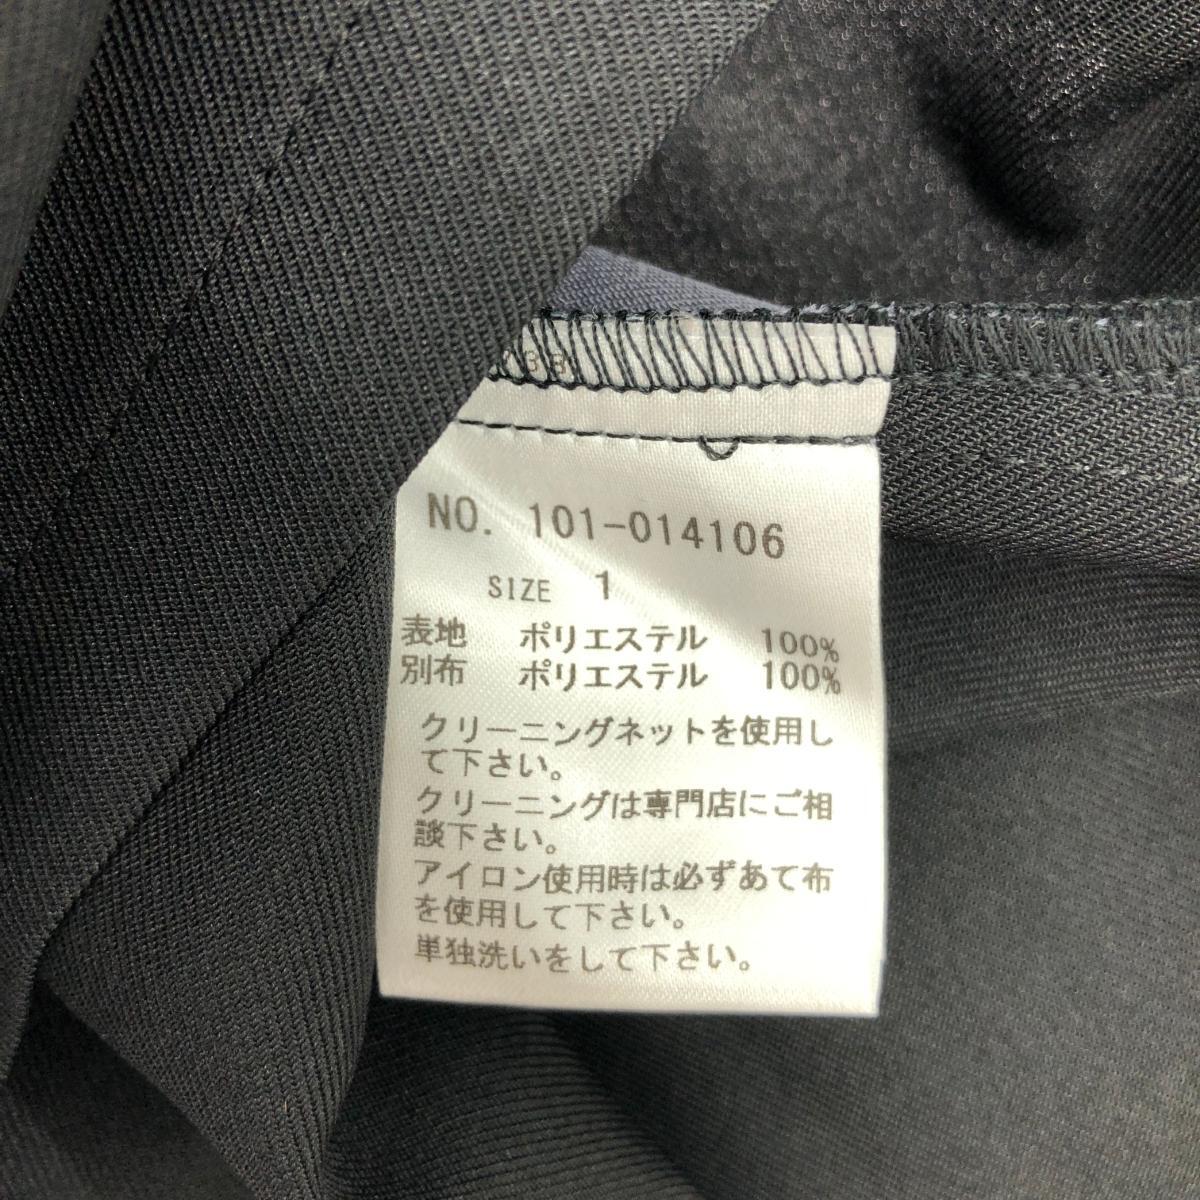 NO. 101-014106
SIZE 1
表地 ポリエステル 100%
別布 ポリエステル 100%
クリーニングネットを使用し
て下さい。
クリーニングは専門店にご相
談下さい。
アイロン使用時は必ずあて布
を使用して下さい。
単独洗いをして下さい。